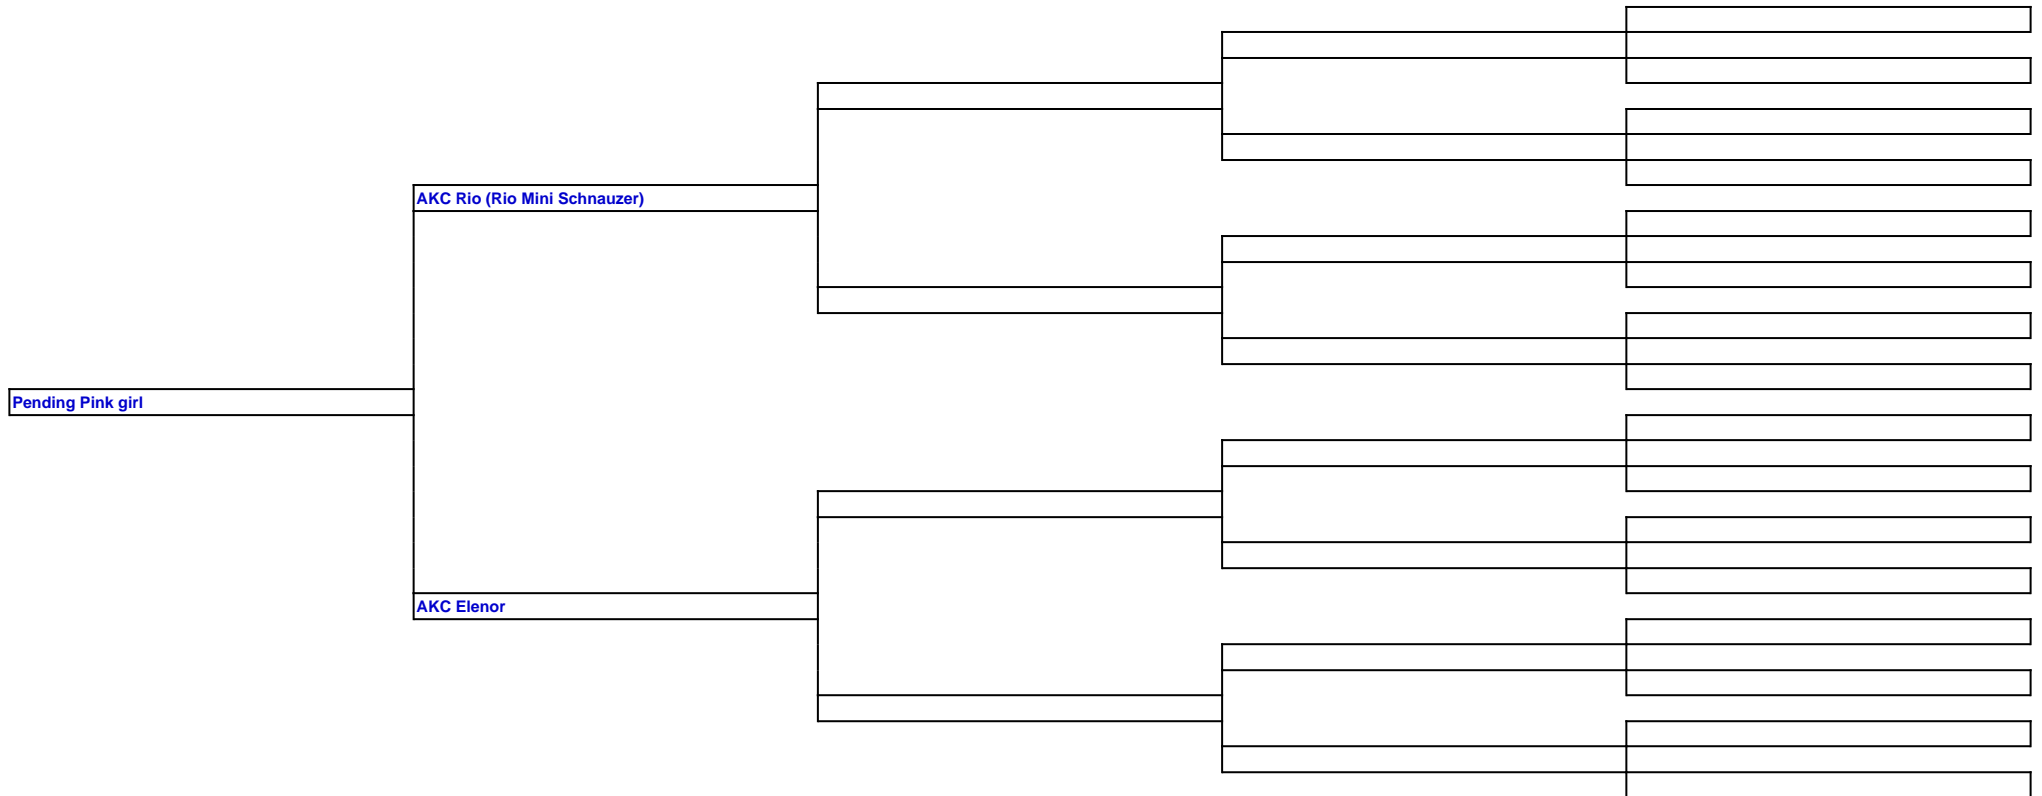 AKC Rio (Rio Mini Schnauzer)
Pending Pink girl
AKC Elenor